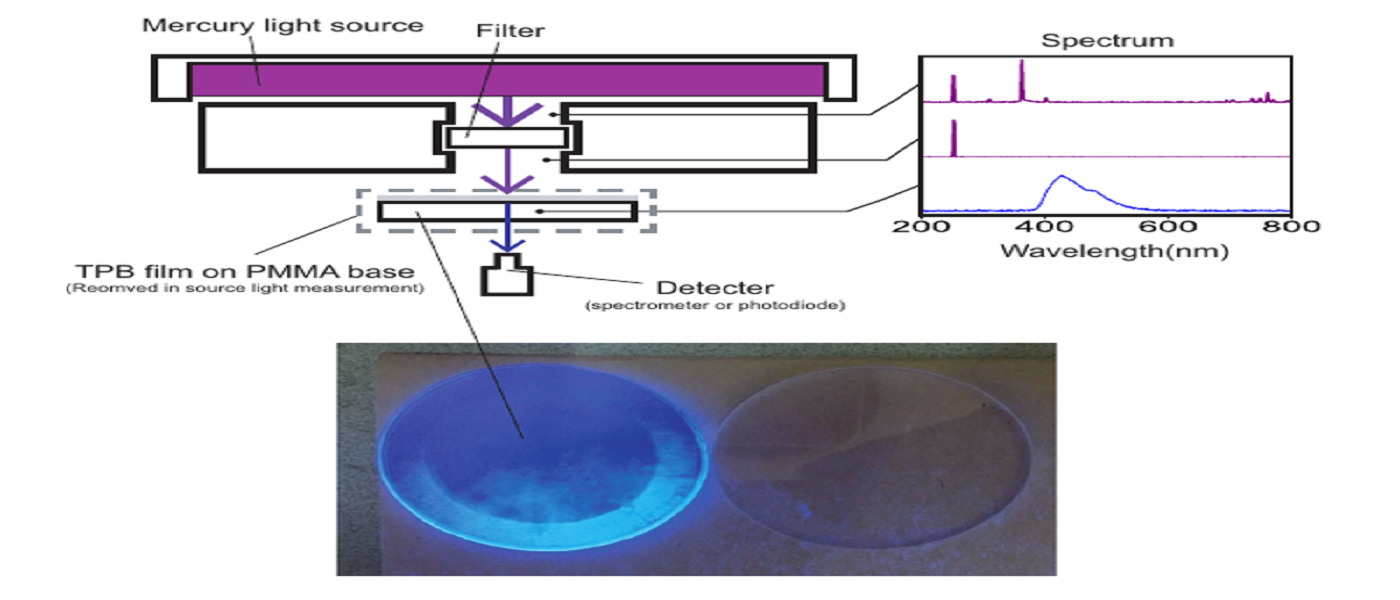 Mercury light source
Filter
Spectrum
200 400 600 800
Wavelength(nm)
TPB film on PMMA base
(Reomved in source light measurement)
Detecter
(spectrometer or photodiode)